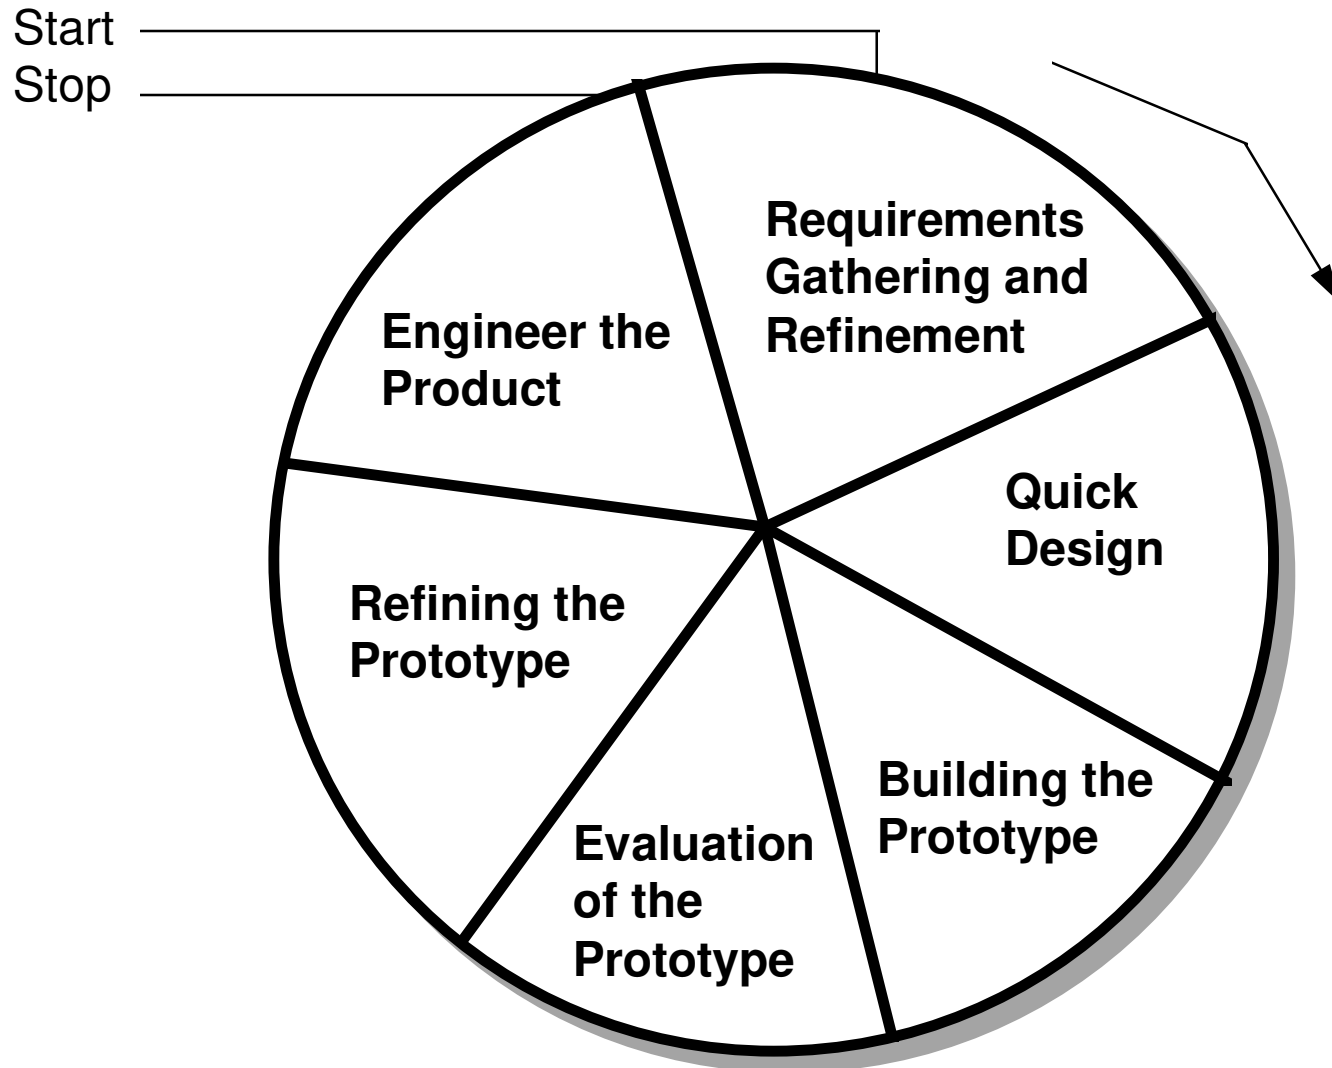 Start
Stop
Requirements
Gathering and
Refinement
Quick
Design
Building the
Prototype
Evaluation
of the
Prototype
Refining the
Prototype
Engineer the
Product